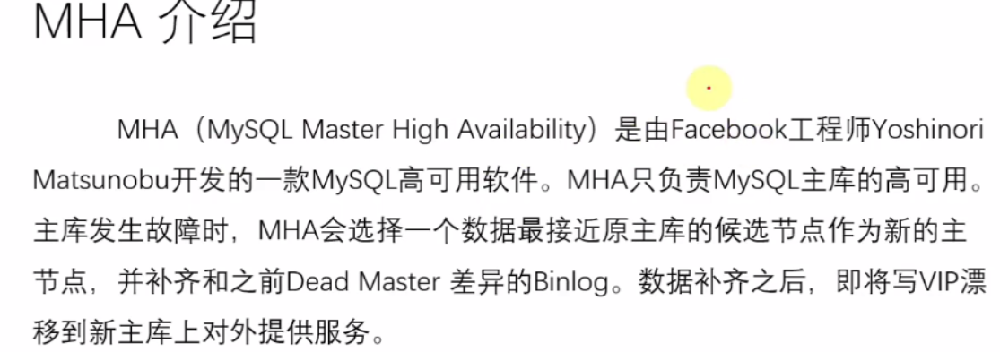 MHA 介绍
MHA（MySQL Master High Availability）是由Facebook工程师Yoshinori
Matsunobu开发的一款MySQL高可用软件。MHA只负责MySQL主库的高可用。
主库发生故障时，MHA会选择一个数据最接近原主库的候选节点作为新的主
节点，并补齐和之前Dead Master 差异的Binlog。数据补齐之后，即将写VIP漂
移到新主库上对外提供服务。